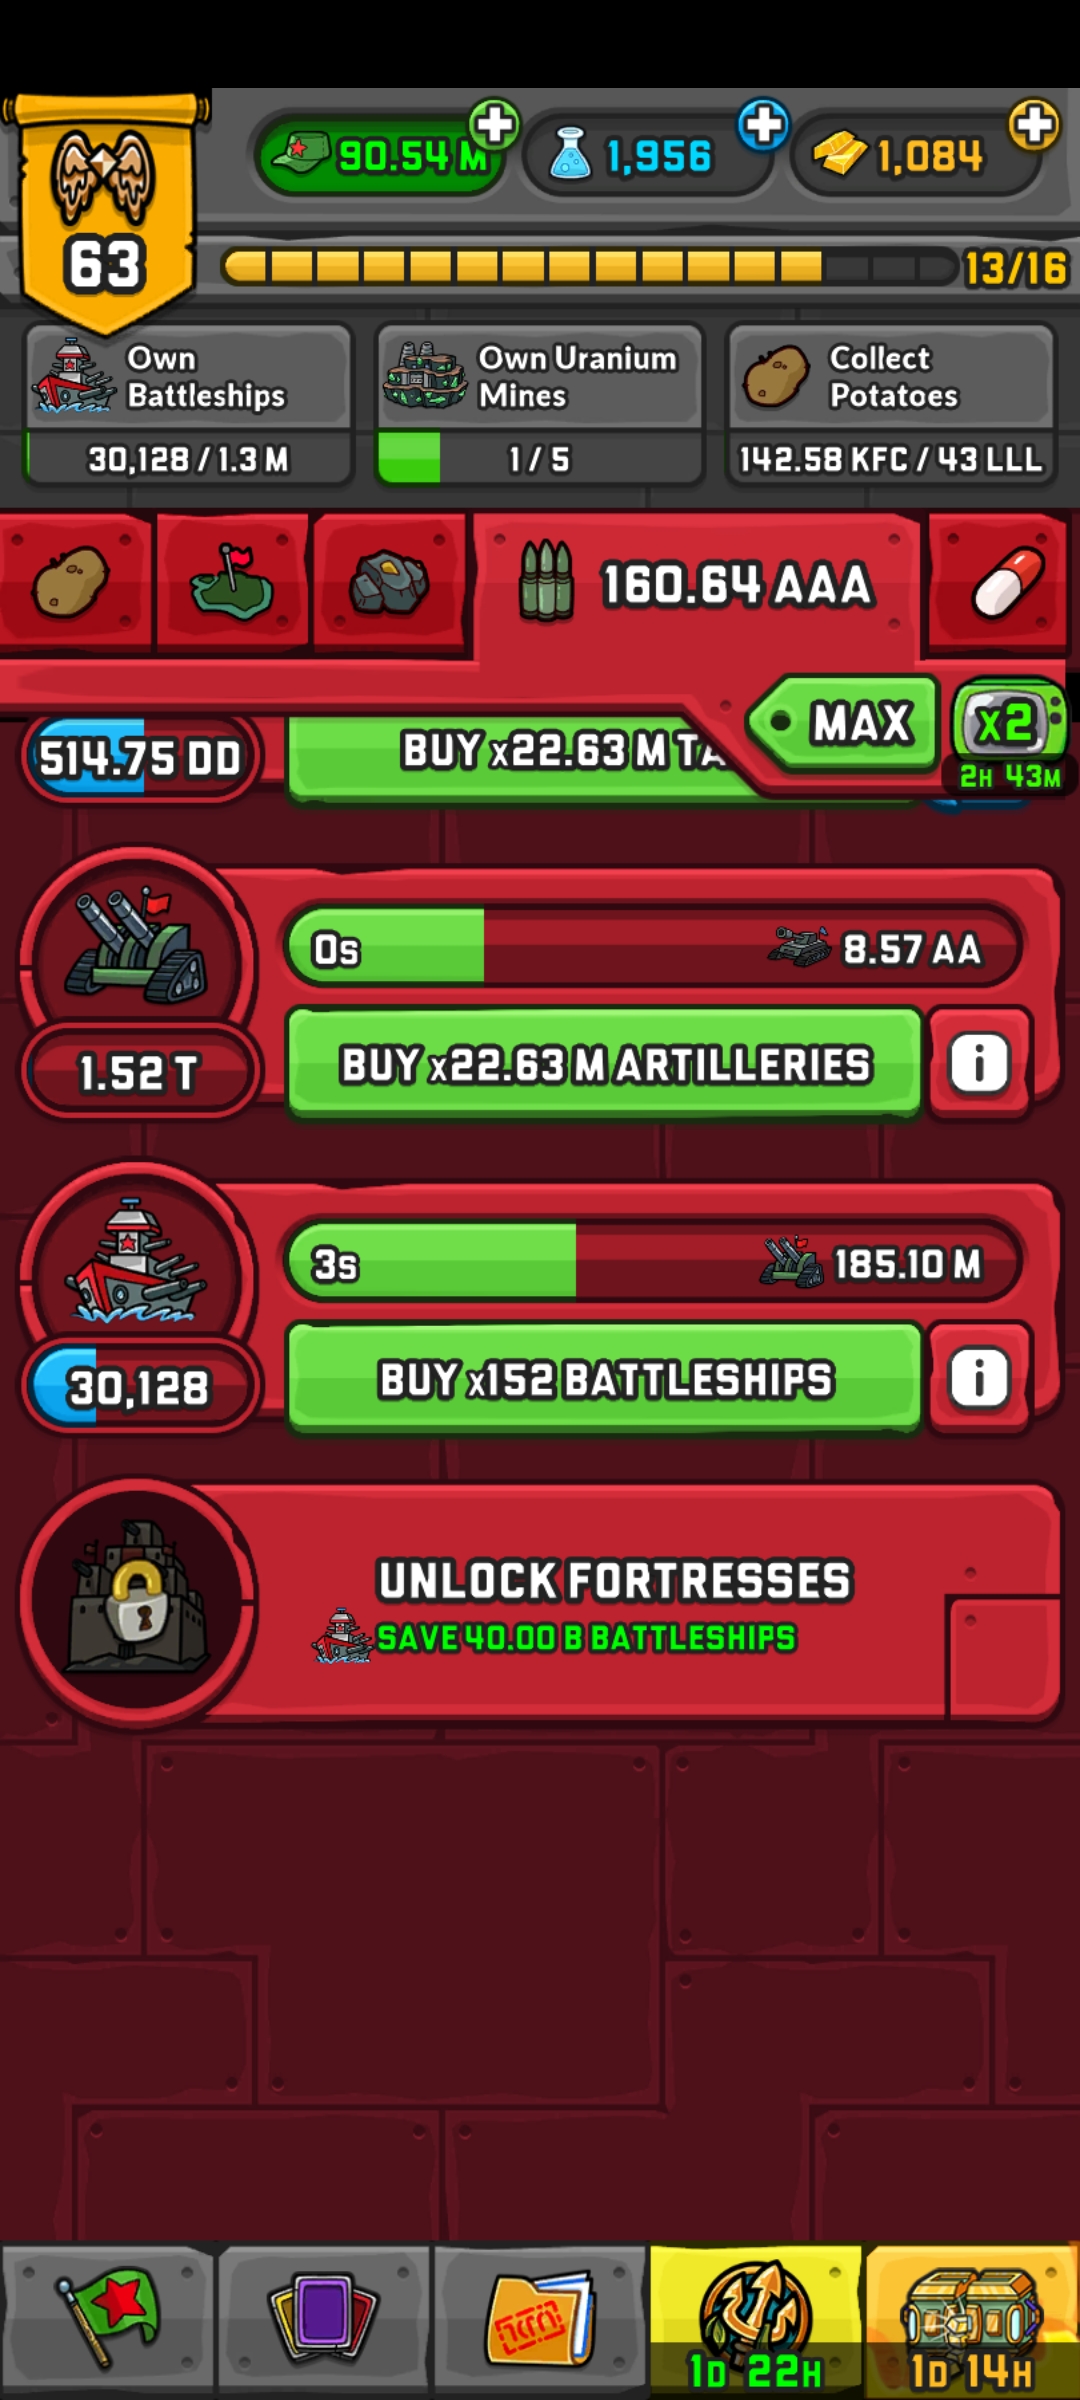 90.54 M
1,956
1,084
63
13/16
Own
Battleships
30,128 / 1.3 M
Own Uranium
Mines
1 / 5
Collect
Potatoes
142.58 KFC / 43 LLL
160.64 AAA
MAX
x2
2H 43M
514.75 DD
BUY x22.63 M TA
0s
8.57 AA
1.52 T
BUY x22.63 M ARTILLERIES
i
3s
185.10 M
30,128
BUY x152 BATTLESHIPS
i
UNLOCK FORTRESSES
SAVE 40.00 B BATTLESHIPS
1D 22H
1D 14H